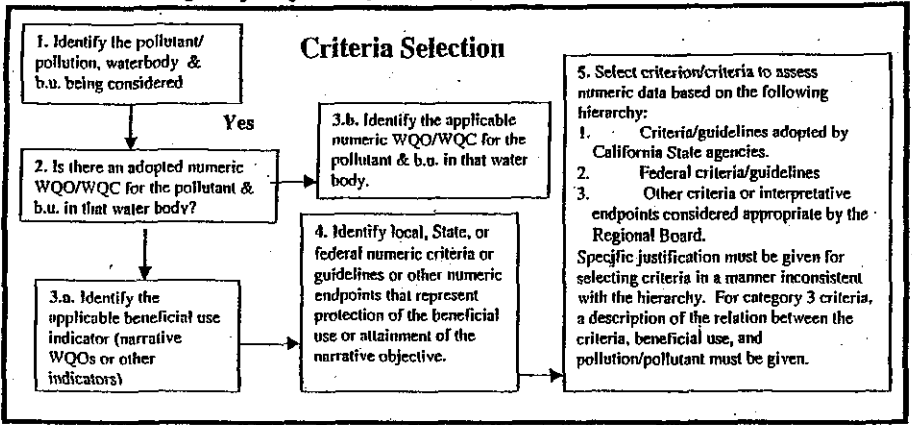 Criteria Selection
1. Identify the pollutant/
pollution, waterbody &
b.u. being considered
Yes
2. Is there an adopted numeric
WQO/WQC for the pollutant &
b.u. in that water body?
3.b. Identify the applicable
numeric WQO/WQC for the
pollutant & b.u. in that water
body.
3.a. Identify the
applicable beneficial use
indicator (narrative
WQOs or other
indicators)
4. Identify local, State, or
federal numeric criteria or
guidelines or other numeric
endpoints that represent
protection of the beneficial
use or attainment of the
narrative objective.
5. Select criterion/criteria to assess
numeric data based on the following
hierarchy:
1. Criteria/guidelines adopted by
California State agencies.
2. Federal criteria/guidelines
3. Other criteria or interpretative
endpoints considered appropriate by the
Regional Board.
Specific justification must be given for
selecting criteria in a manner inconsistent
with the hierarchy. For category 3 criteria,
a description of the relation between the
criteria, beneficial use, and
pollution/pollutant must be given.